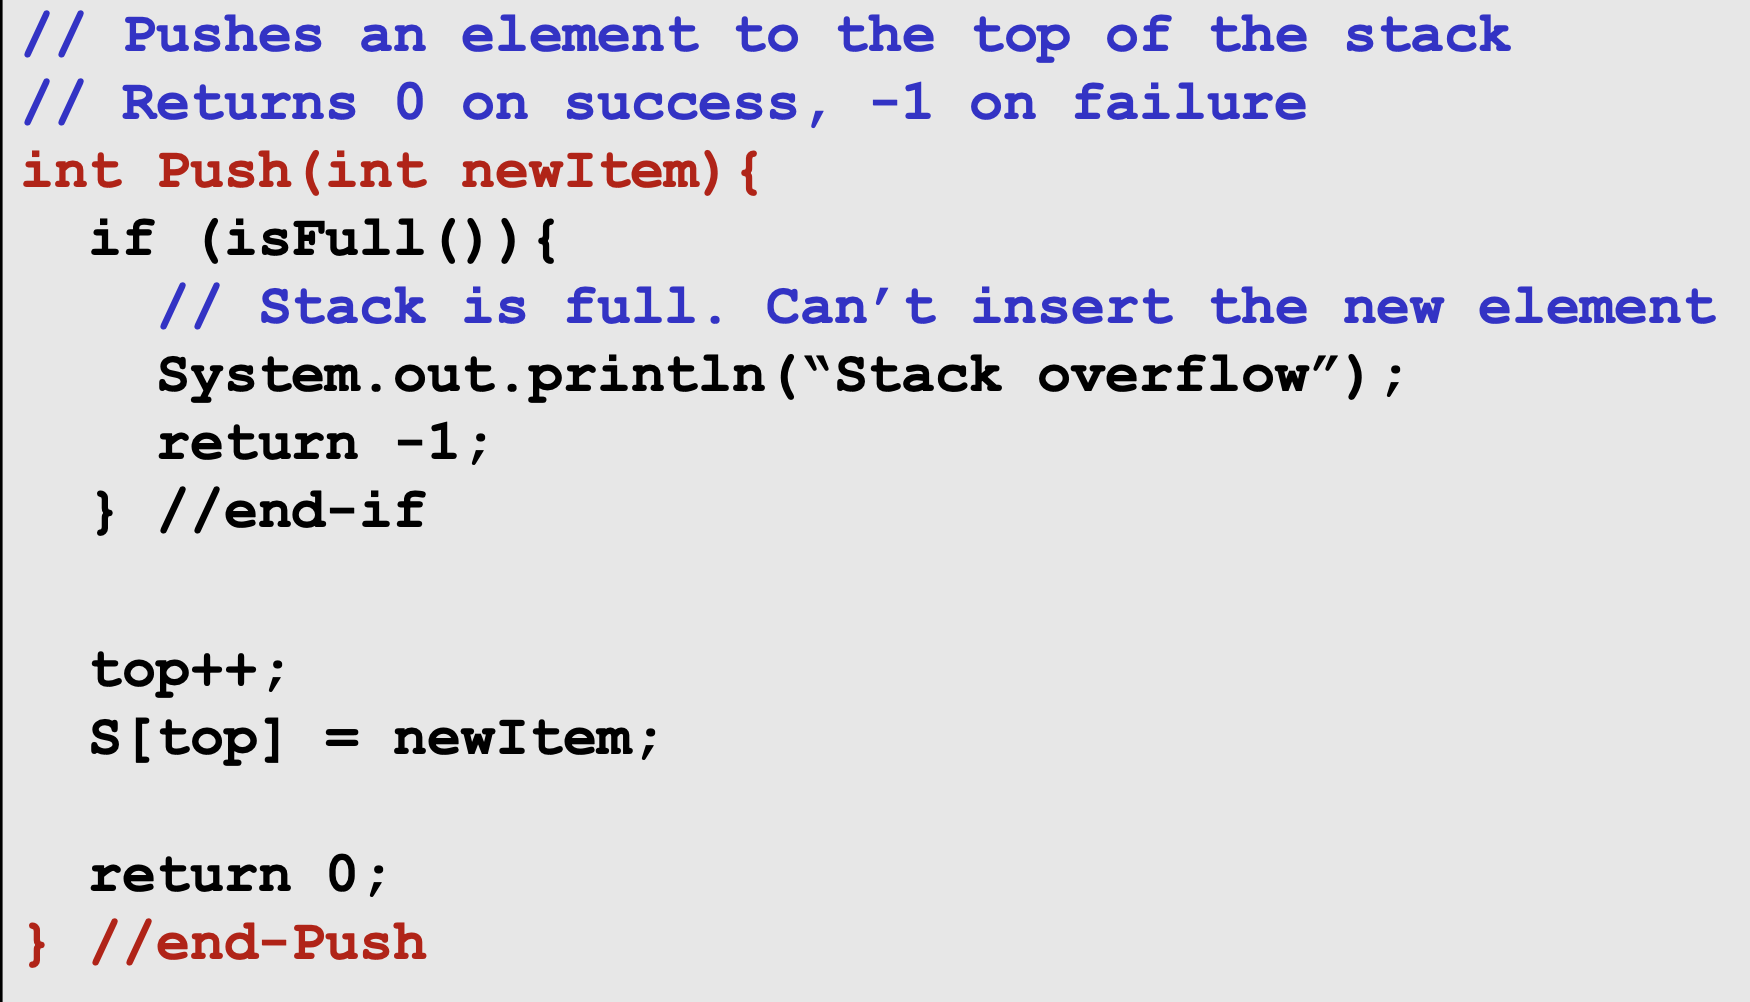 // Pushes an element to the top of the stack
// Returns 0 on success, -1 on failure
int Push(int newItem){
if (isFull()){
// Stack is full. Can’t insert the new element
System.out.println(“Stack overflow”);
return -1;
} //end-if
top++;
S[top] = newItem;
return 0;
} //end-Push